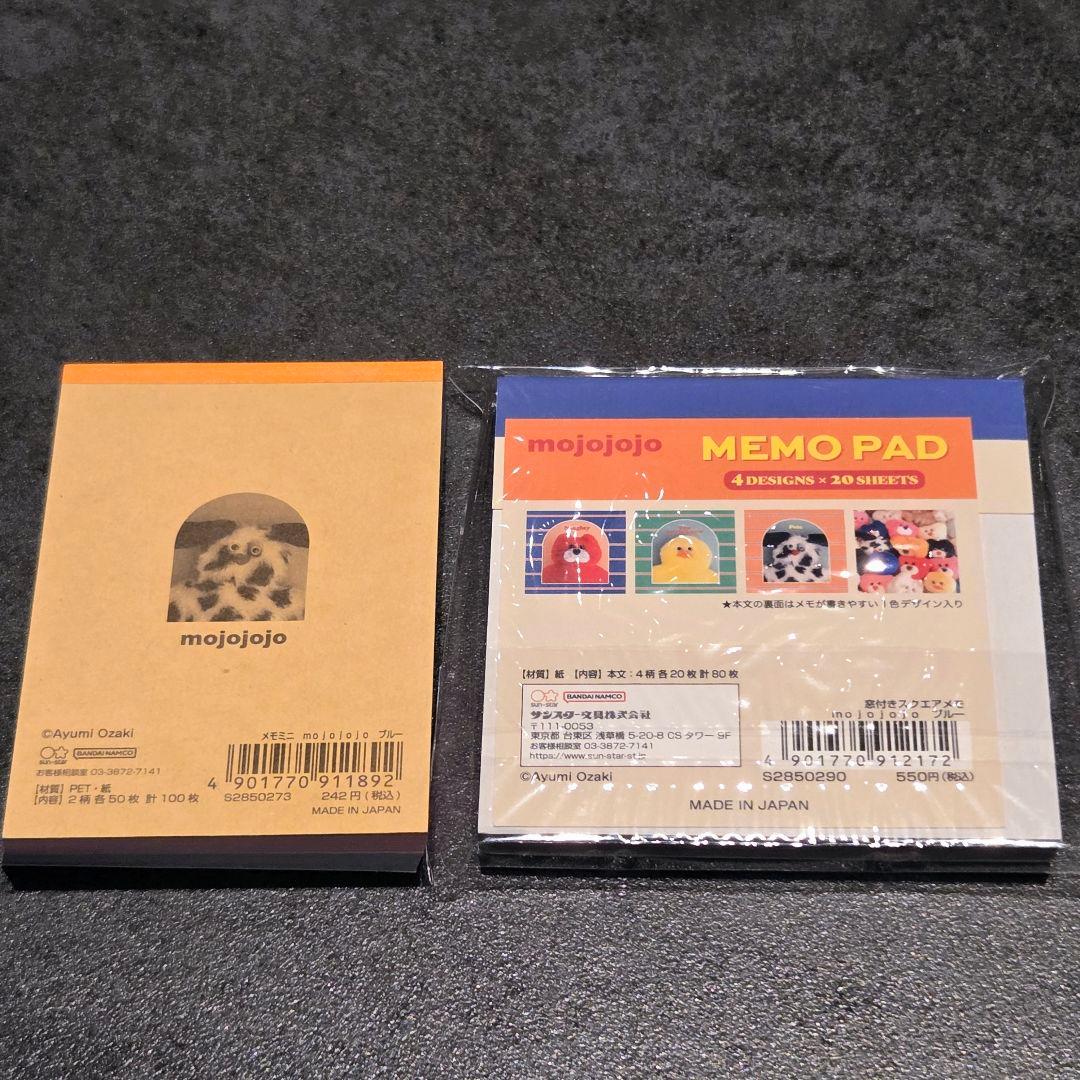 mojojojo
©Ayumi Ozaki
sun-star BANDAI NAMCO
お客様相談室 03-3872-7141
【材質】PET・紙
【内容】2柄各50枚 計100枚
メモミニ mojojojo ブルー
4 901770 911892
S2850273 242円(税込)
MADE IN JAPAN
mojojojo MEMO PAD
4 DESIGNS × 20 SHEETS
Pole
★本文の裏面はメモが書きやすい1色デザイン入り
【材質】紙 【内容】本文:4柄各20枚計80枚
sun-star BANDAI NAMCO
サンスター文具株式会社
〒111-0053
東京都 台東区 浅草橋 5-20-8 CSタワー 9F
お客様相談室 03-3872-7141
https://www.sun-star-st.jp
©Ayumi Ozaki
窓付きスクエアメモ
mojojojo ブルー
4 901770 912172
S2850290 550円(税込)
MADE IN JAPAN